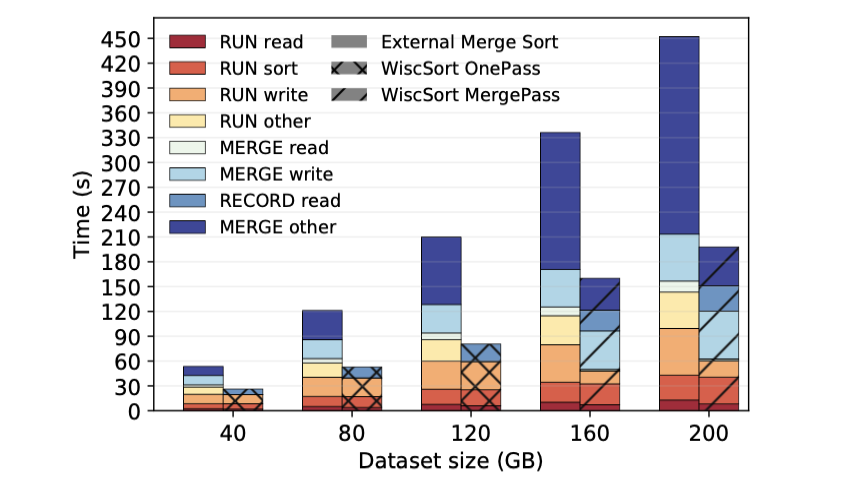 450
420
390
360
330
300
270
240
210
180
150
120
90
60
30
0
Time (s)
RUN read
RUN sort
RUN write
RUN other
MERGE read
MERGE write
RECORD read
MERGE other
External Merge Sort
WiscSort OnePass
WiscSort MergePass
40 80 120 160 200
Dataset size (GB)